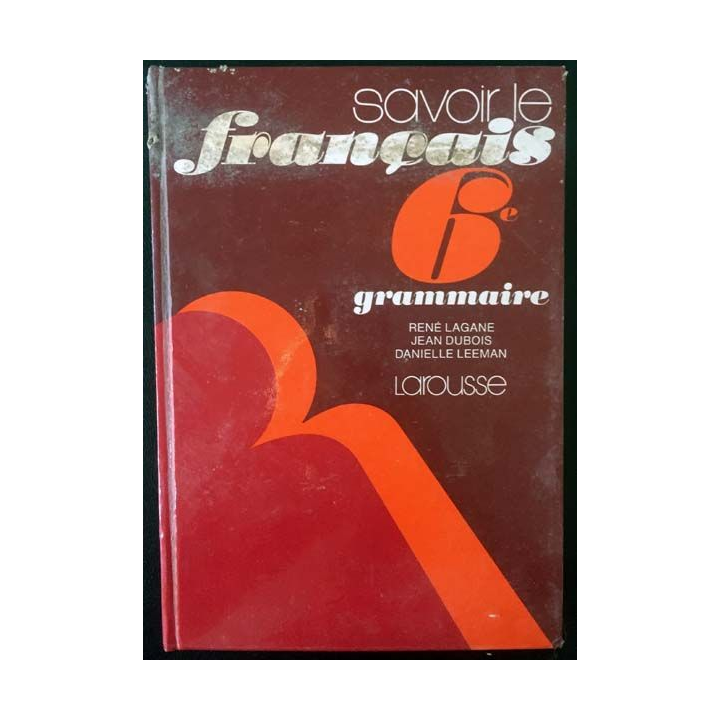 savoir le
français
6e
grammaire
RENÉ LAGANE
JEAN DUBOIS
DANIELLE LEEMAN
Larousse